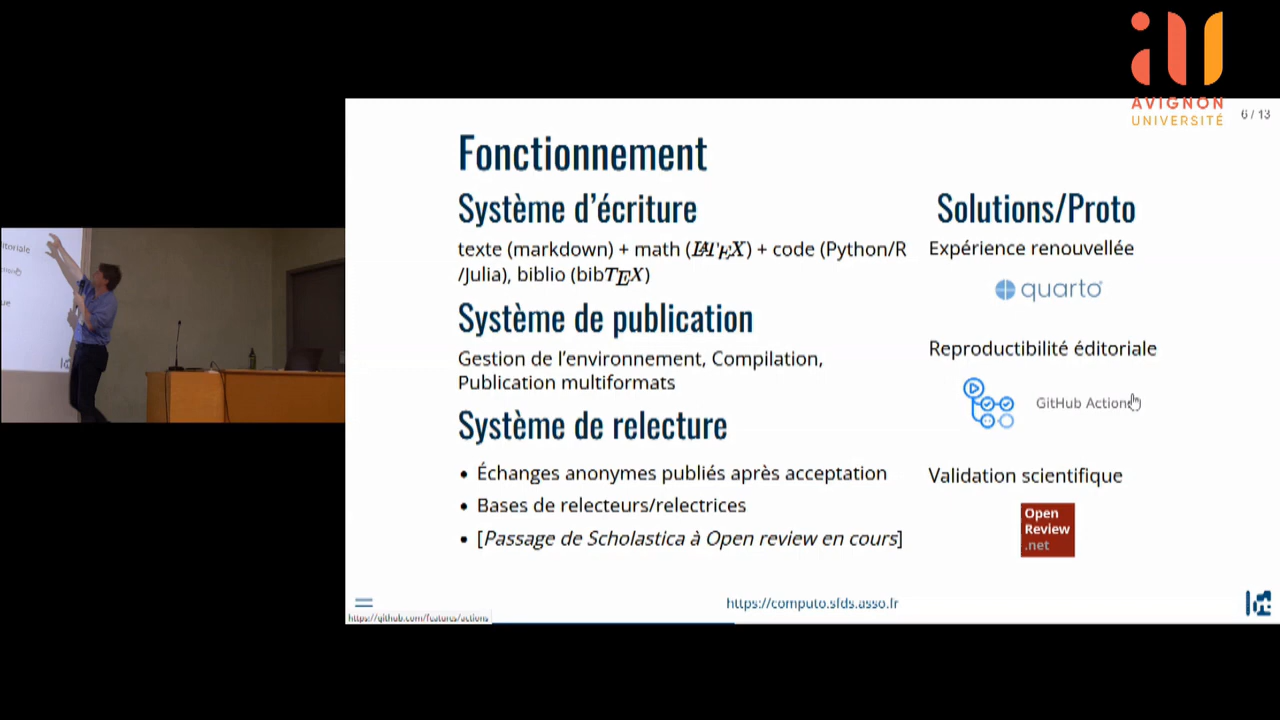 AVIGNON
UNIVERSITÉ
6 / 13
Fonctionnement
Système d'écriture
texte (markdown) + math (LATEX) + code (Python/R
/Julia), biblio (bibTEX)
Système de publication
Gestion de l'environnement, Compilation,
Publication multiformats
Système de relecture
• Échanges anonymes publiés après acceptation
• Bases de relecteurs/relectrices
• [Passage de Scholastica à Open review en cours]
Solutions/Proto
Expérience renouvellée
quarto
Reproductibilité éditoriale
GitHub Action
Validation scientifique
Open
Review
.net
https://computo.sfds.asso.fr
https://github.com/features/actions
itoriale